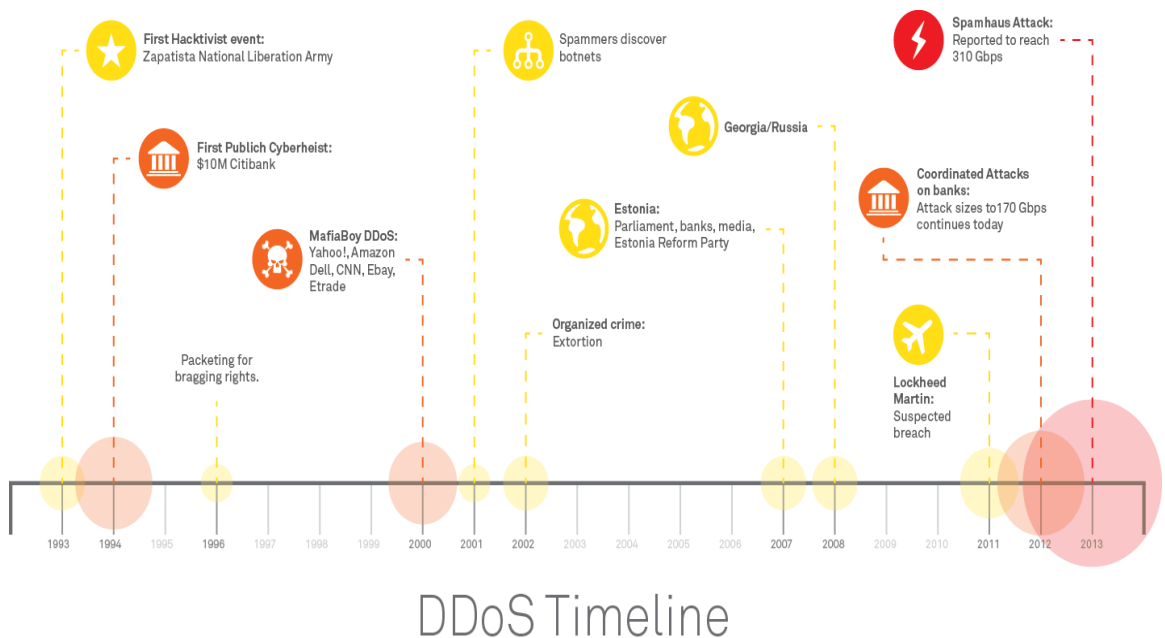 First Hacktivist event:
Zapatista National Liberation Army
Spammers discover
botnets
Spamhaus Attack:
Reported to reach
310 Gbps
Georgia/Russia
First Publich Cyberheist:
$10M Citibank
Coordinated Attacks
on banks:
Attack sizes to170 Gbps
continues today
Estonia:
Parliament, banks, media,
Estonia Reform Party
MafiaBoy DDoS:
Yahoo!, Amazon
Dell, CNN, Ebay,
Etrade
Organized crime:
Extortion
Packeting for
bragging rights.
Lockheed
Martin:
Suspected
breach
1993 1994 1995 1996 1997 1998 1999 2000 2001 2002 2003 2004 2005 2006 2007 2008 2009 2010 2011 2012 2013
DDoS Timeline